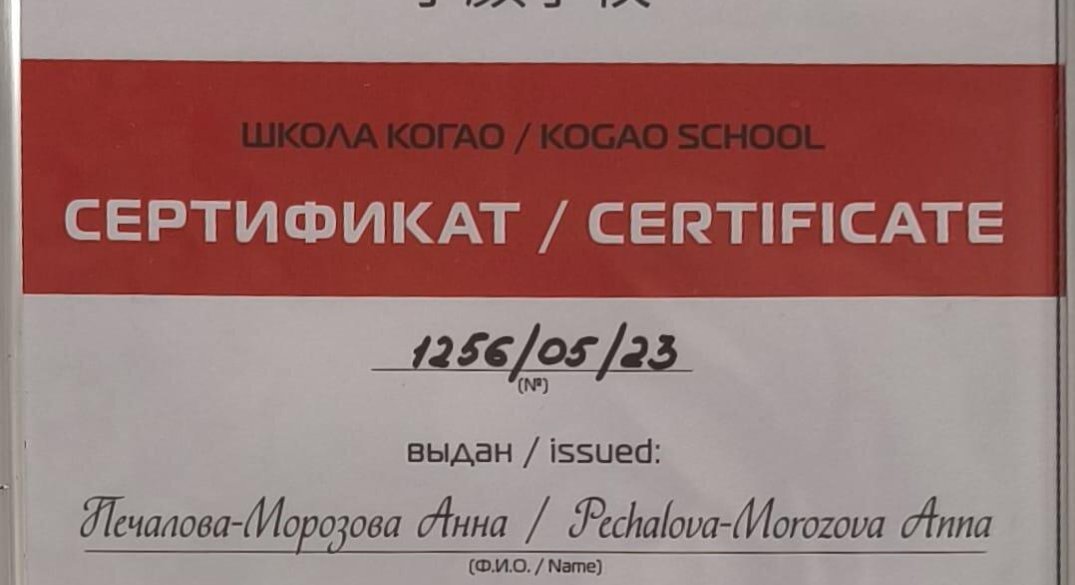 ШКОЛА КОГАО / KOGAO SCHOOL
СЕРТИФИКАТ / CERTIFICATE
1256/05/23
(№)
выдан / issued:
Печалова-Морозова Анна / Pechalova-Morozova Anna
(Ф.И.О. / Name)